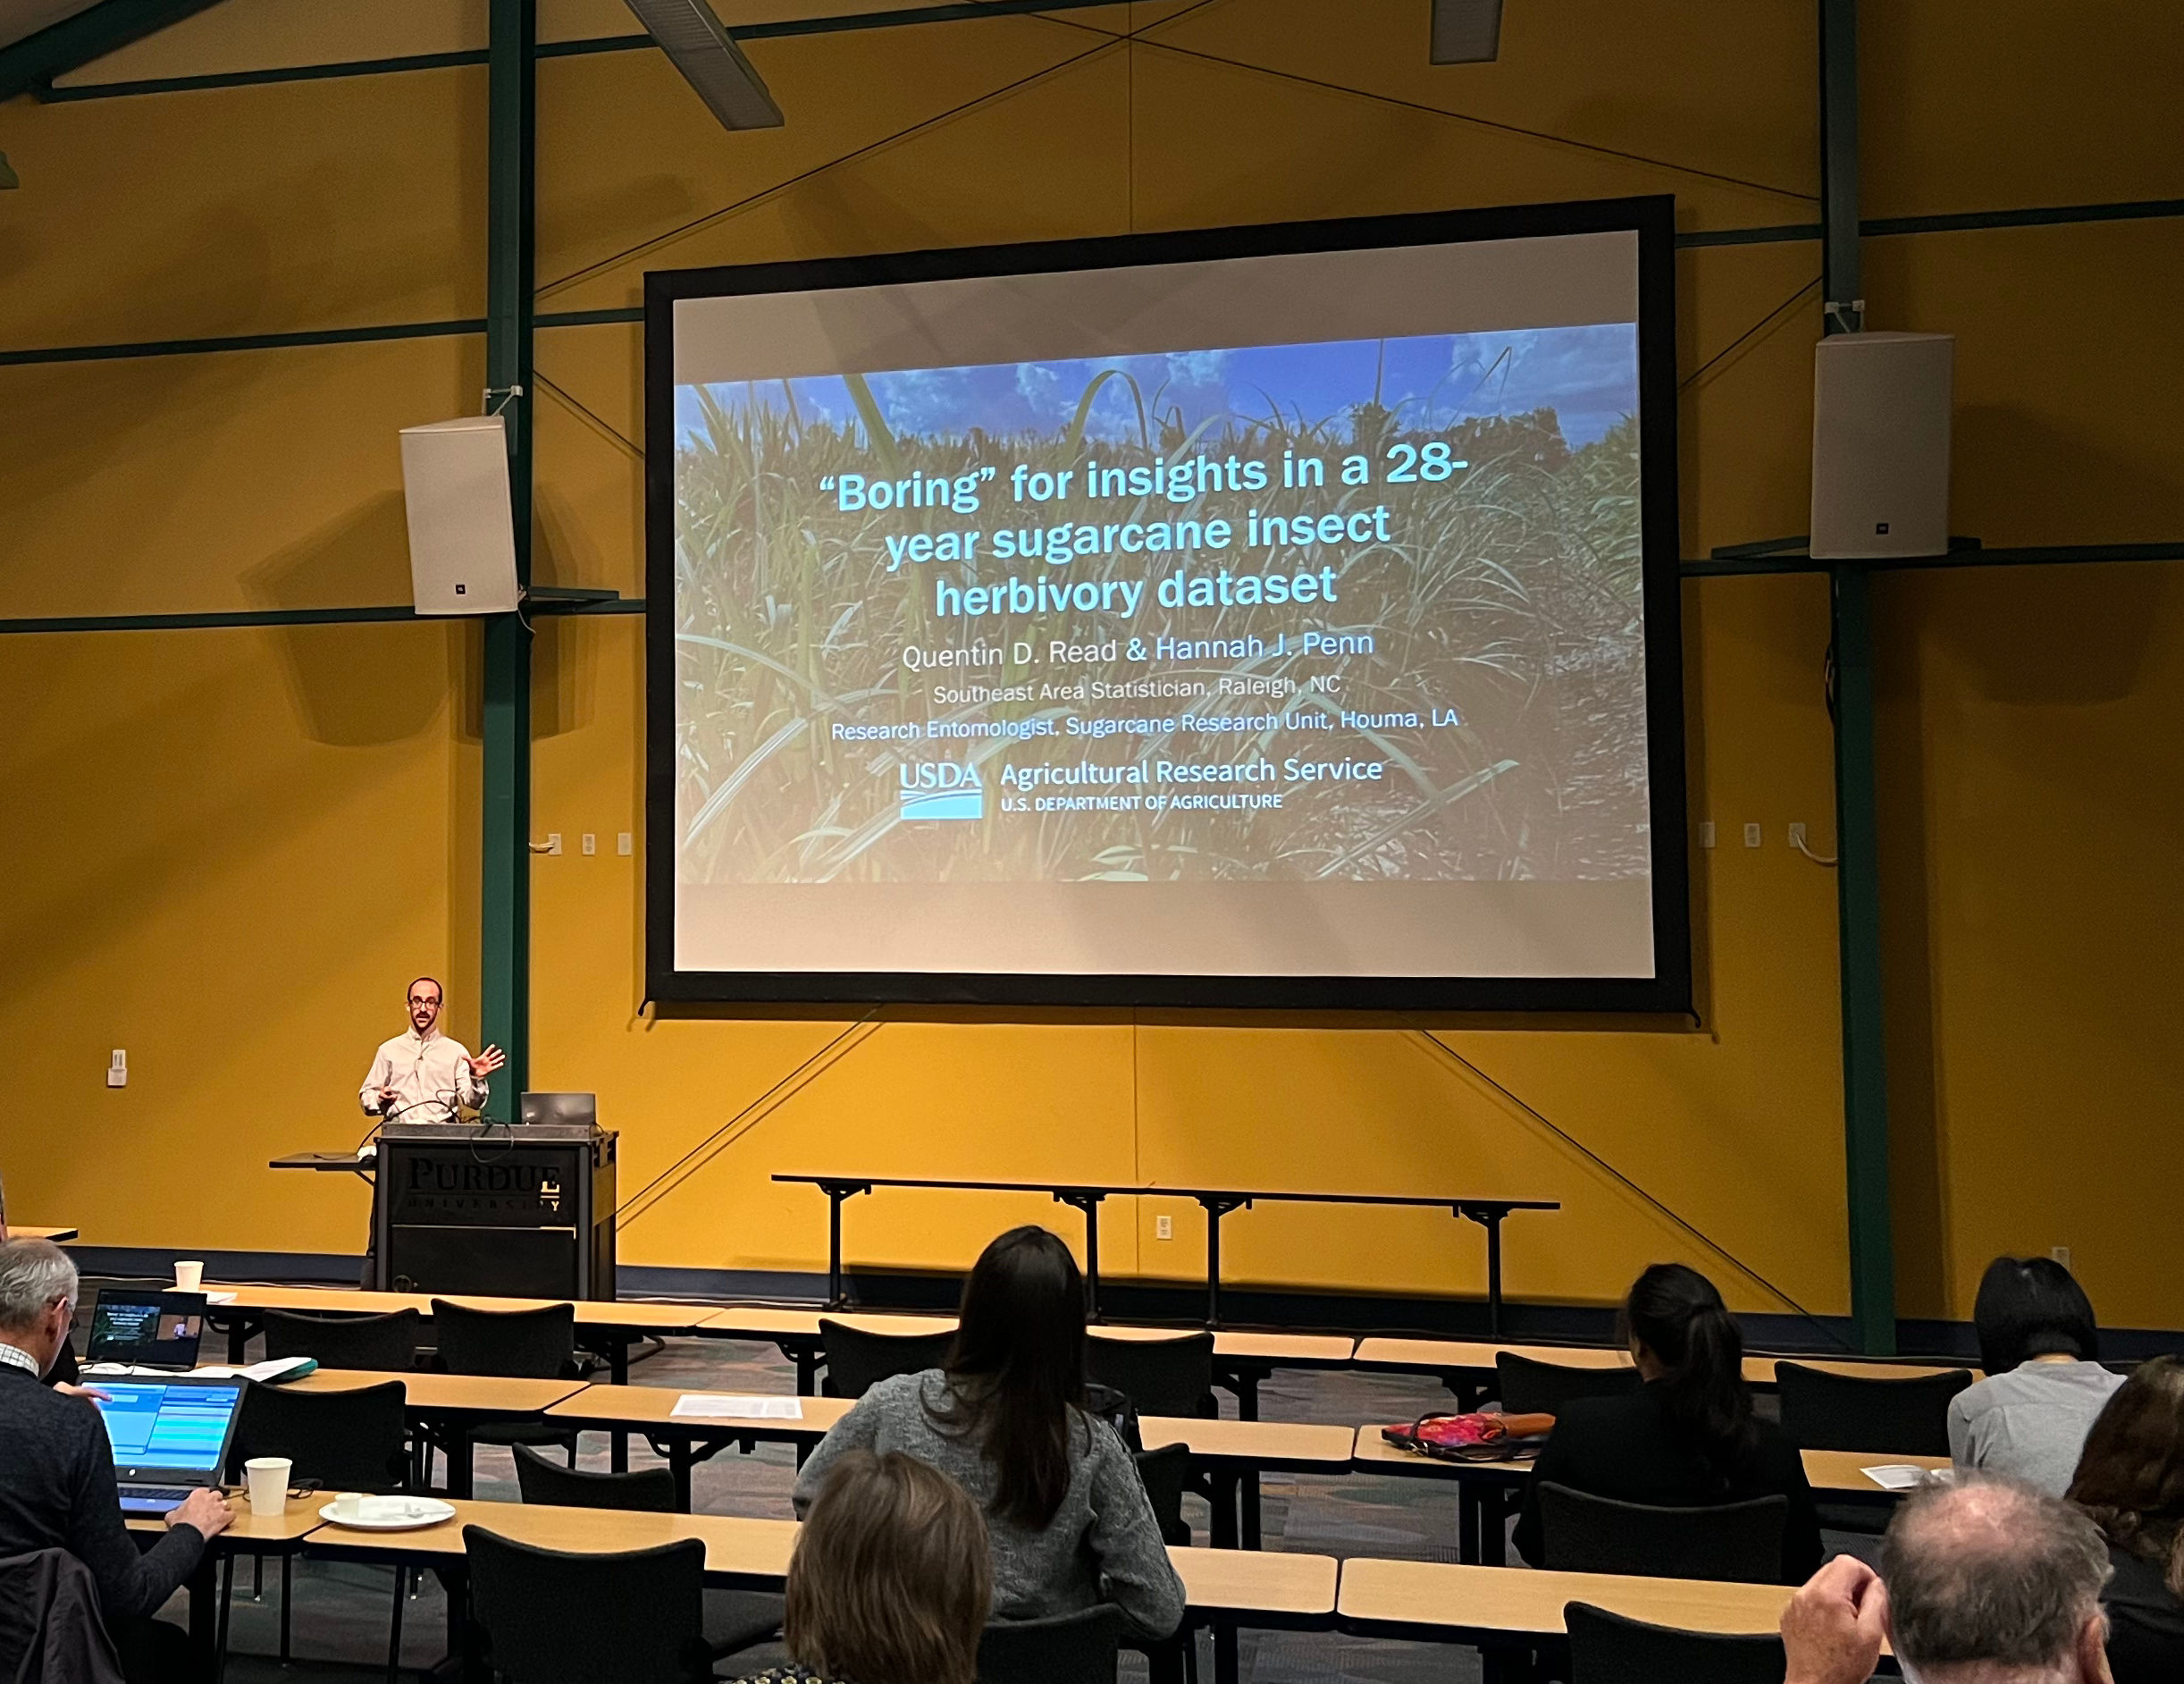 “Boring” for insights in a 28-
year sugarcane insect
herbivory dataset
Quentin D. Read & Hannah J. Penn
Southeast Area Statistician, Raleigh, NC
Research Entomologist, Sugarcane Research Unit, Houma, LA
USDA Agricultural Research Service
U.S. DEPARTMENT OF AGRICULTURE
PURDUE
UNIVERSITY